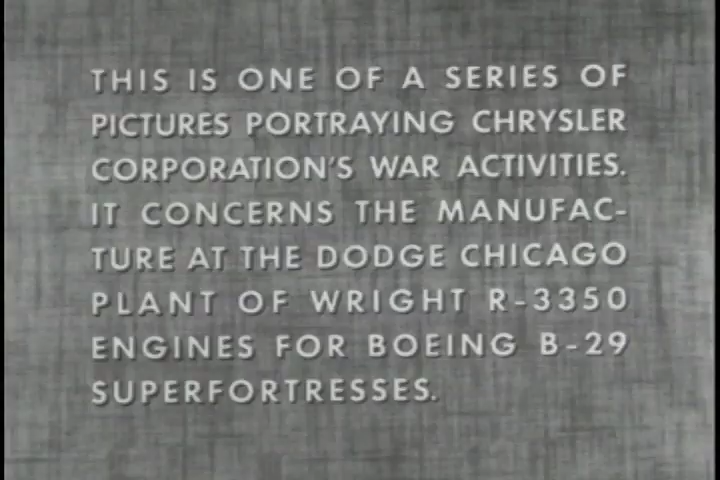 THIS IS ONE OF A SERIES OF
PICTURES PORTRAYING CHRYSLER
CORPORATION'S WAR ACTIVITIES.
IT CONCERNS THE MANUFAC-
TURE AT THE DODGE CHICAGO
PLANT OF WRIGHT R-3350
ENGINES FOR BOEING B-29
SUPERFORTRESSES.